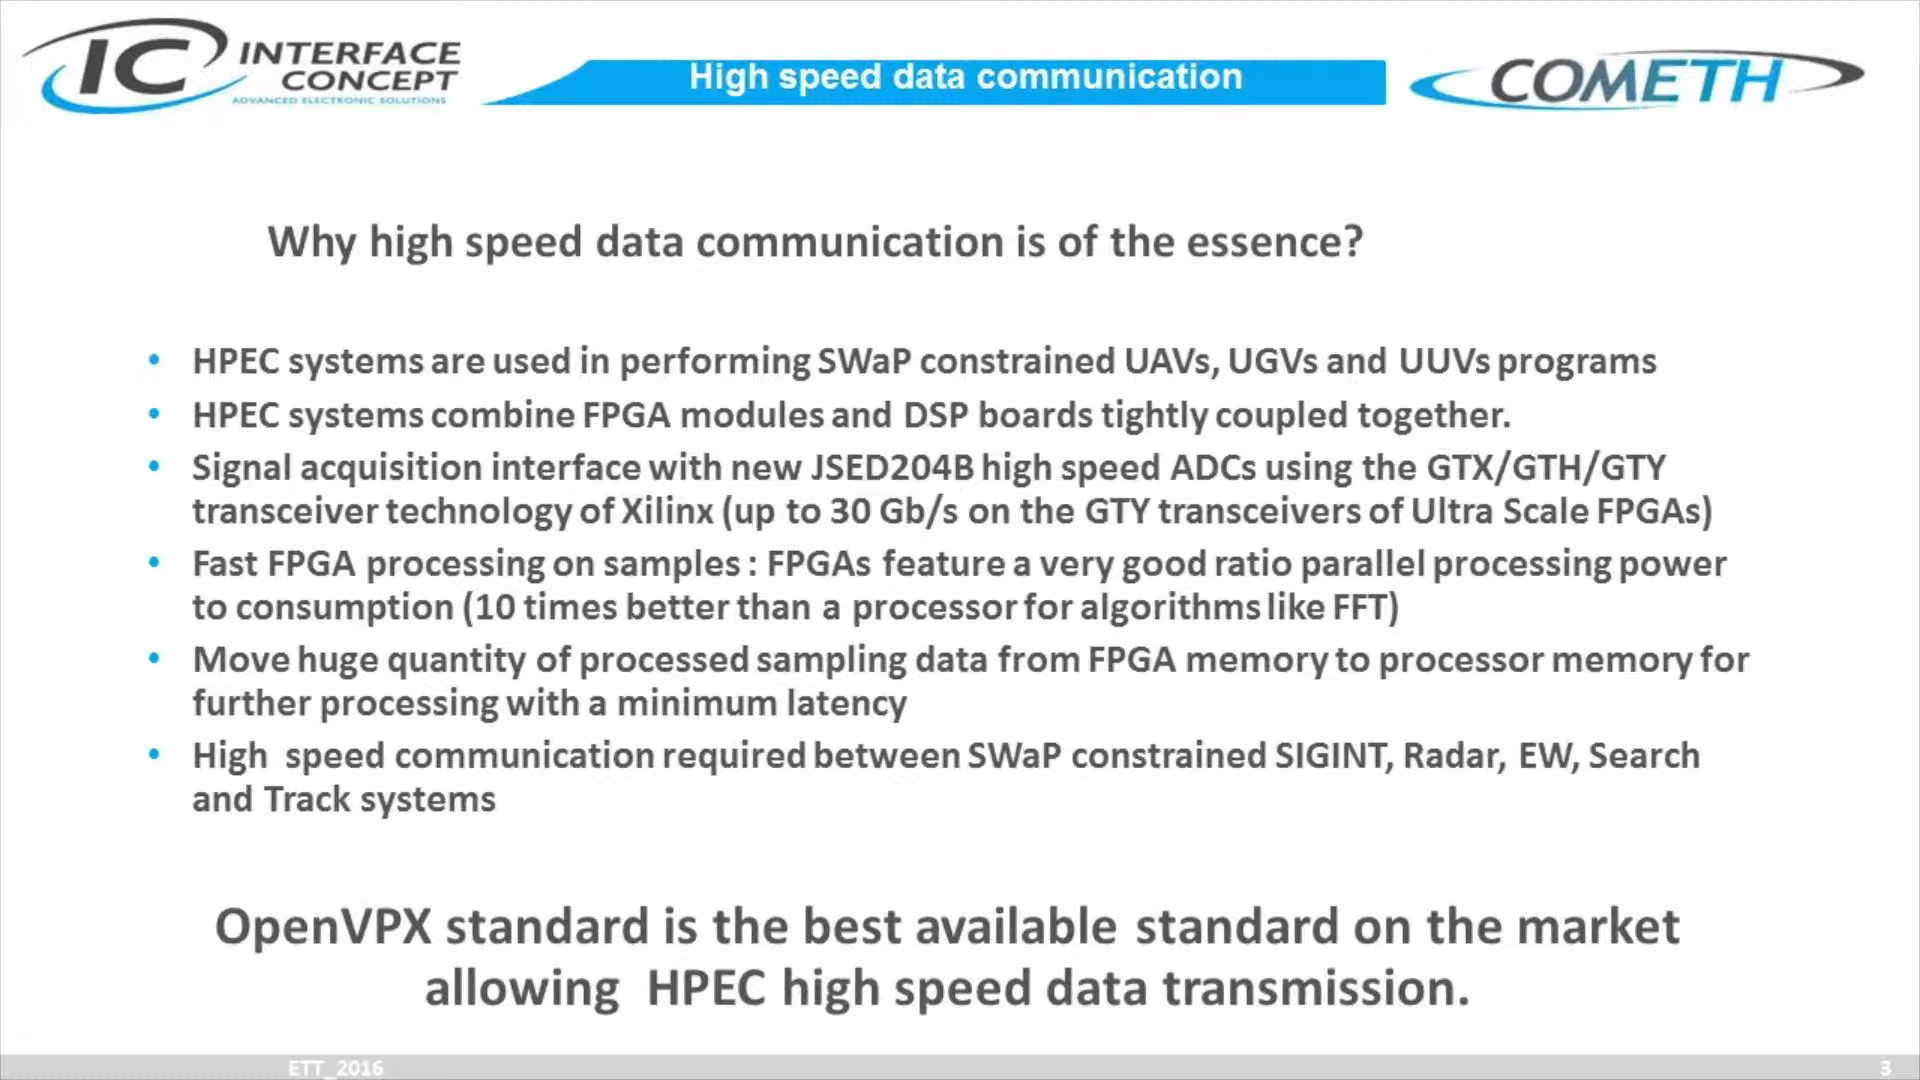 IC INTERFACE
CONCEPT
ADVANCED ELECTRONIC SOLUTIONS
High speed data communication
COMETH
Why high speed data communication is of the essence?
• HPEC systems are used in performing SWaP constrained UAVs, UGVs and UUVs programs
• HPEC systems combine FPGA modules and DSP boards tightly coupled together.
• Signal acquisition interface with new JSED204B high speed ADCs using the GTX/GTH/GTY
transceiver technology of Xilinx (up to 30 Gb/s on the GTY transceivers of Ultra Scale FPGAs)
• Fast FPGA processing on samples : FPGAs feature a very good ratio parallel processing power
to consumption (10 times better than a processor for algorithms like FFT)
• Move huge quantity of processed sampling data from FPGA memory to processor memory for
further processing with a minimum latency
• High speed communication required between SWaP constrained SIGINT, Radar, EW, Search
and Track systems
OpenVPX standard is the best available standard on the market
allowing HPEC high speed data transmission.
ETT_2016
3